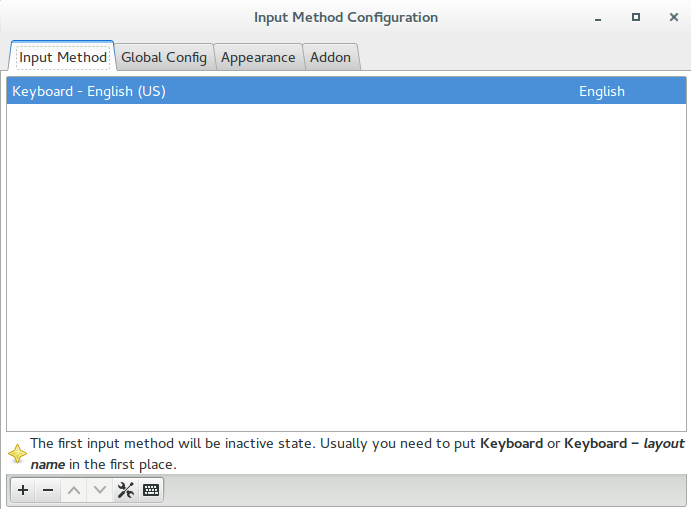 Input Method Configuration
Input Method Global Config Appearance Addon
Keyboard - English (US) English
The first input method will be inactive state. Usually you need to put Keyboard or Keyboard – layout
name in the first place.